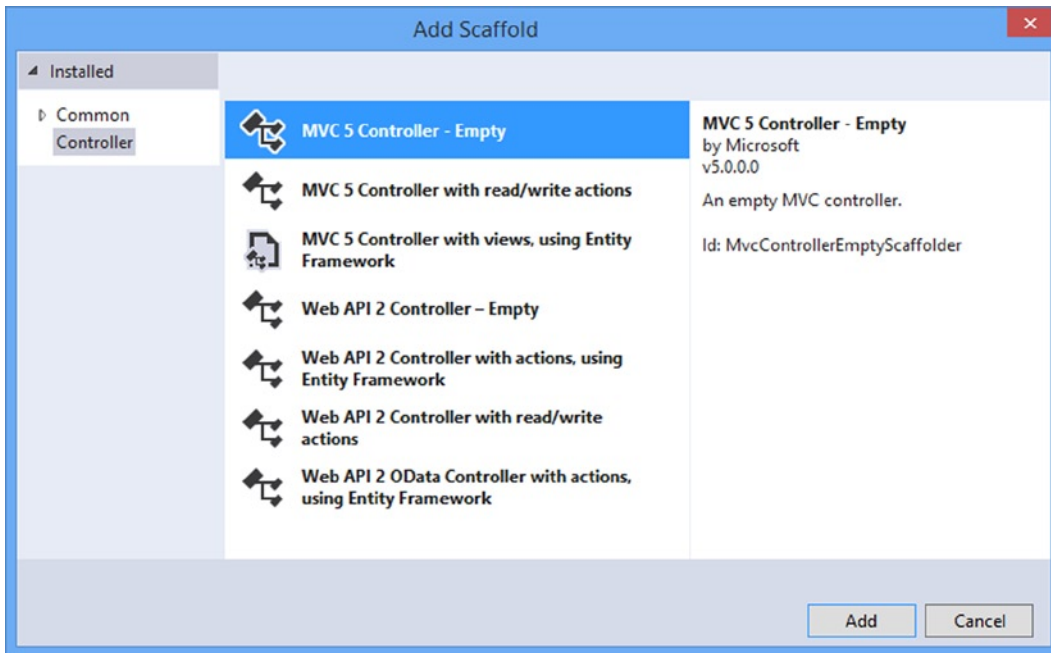 Add Scaffold
Installed
Common
Controller
MVC 5 Controller - Empty
MVC 5 Controller with read/write actions
MVC 5 Controller with views, using Entity
Framework
Web API 2 Controller – Empty
Web API 2 Controller with actions, using
Entity Framework
Web API 2 Controller with read/write
actions
Web API 2 OData Controller with actions,
using Entity Framework
MVC 5 Controller - Empty
by Microsoft
v5.0.0.0
An empty MVC controller.
Id: MvcControllerEmptyScaffolder
Add
Cancel